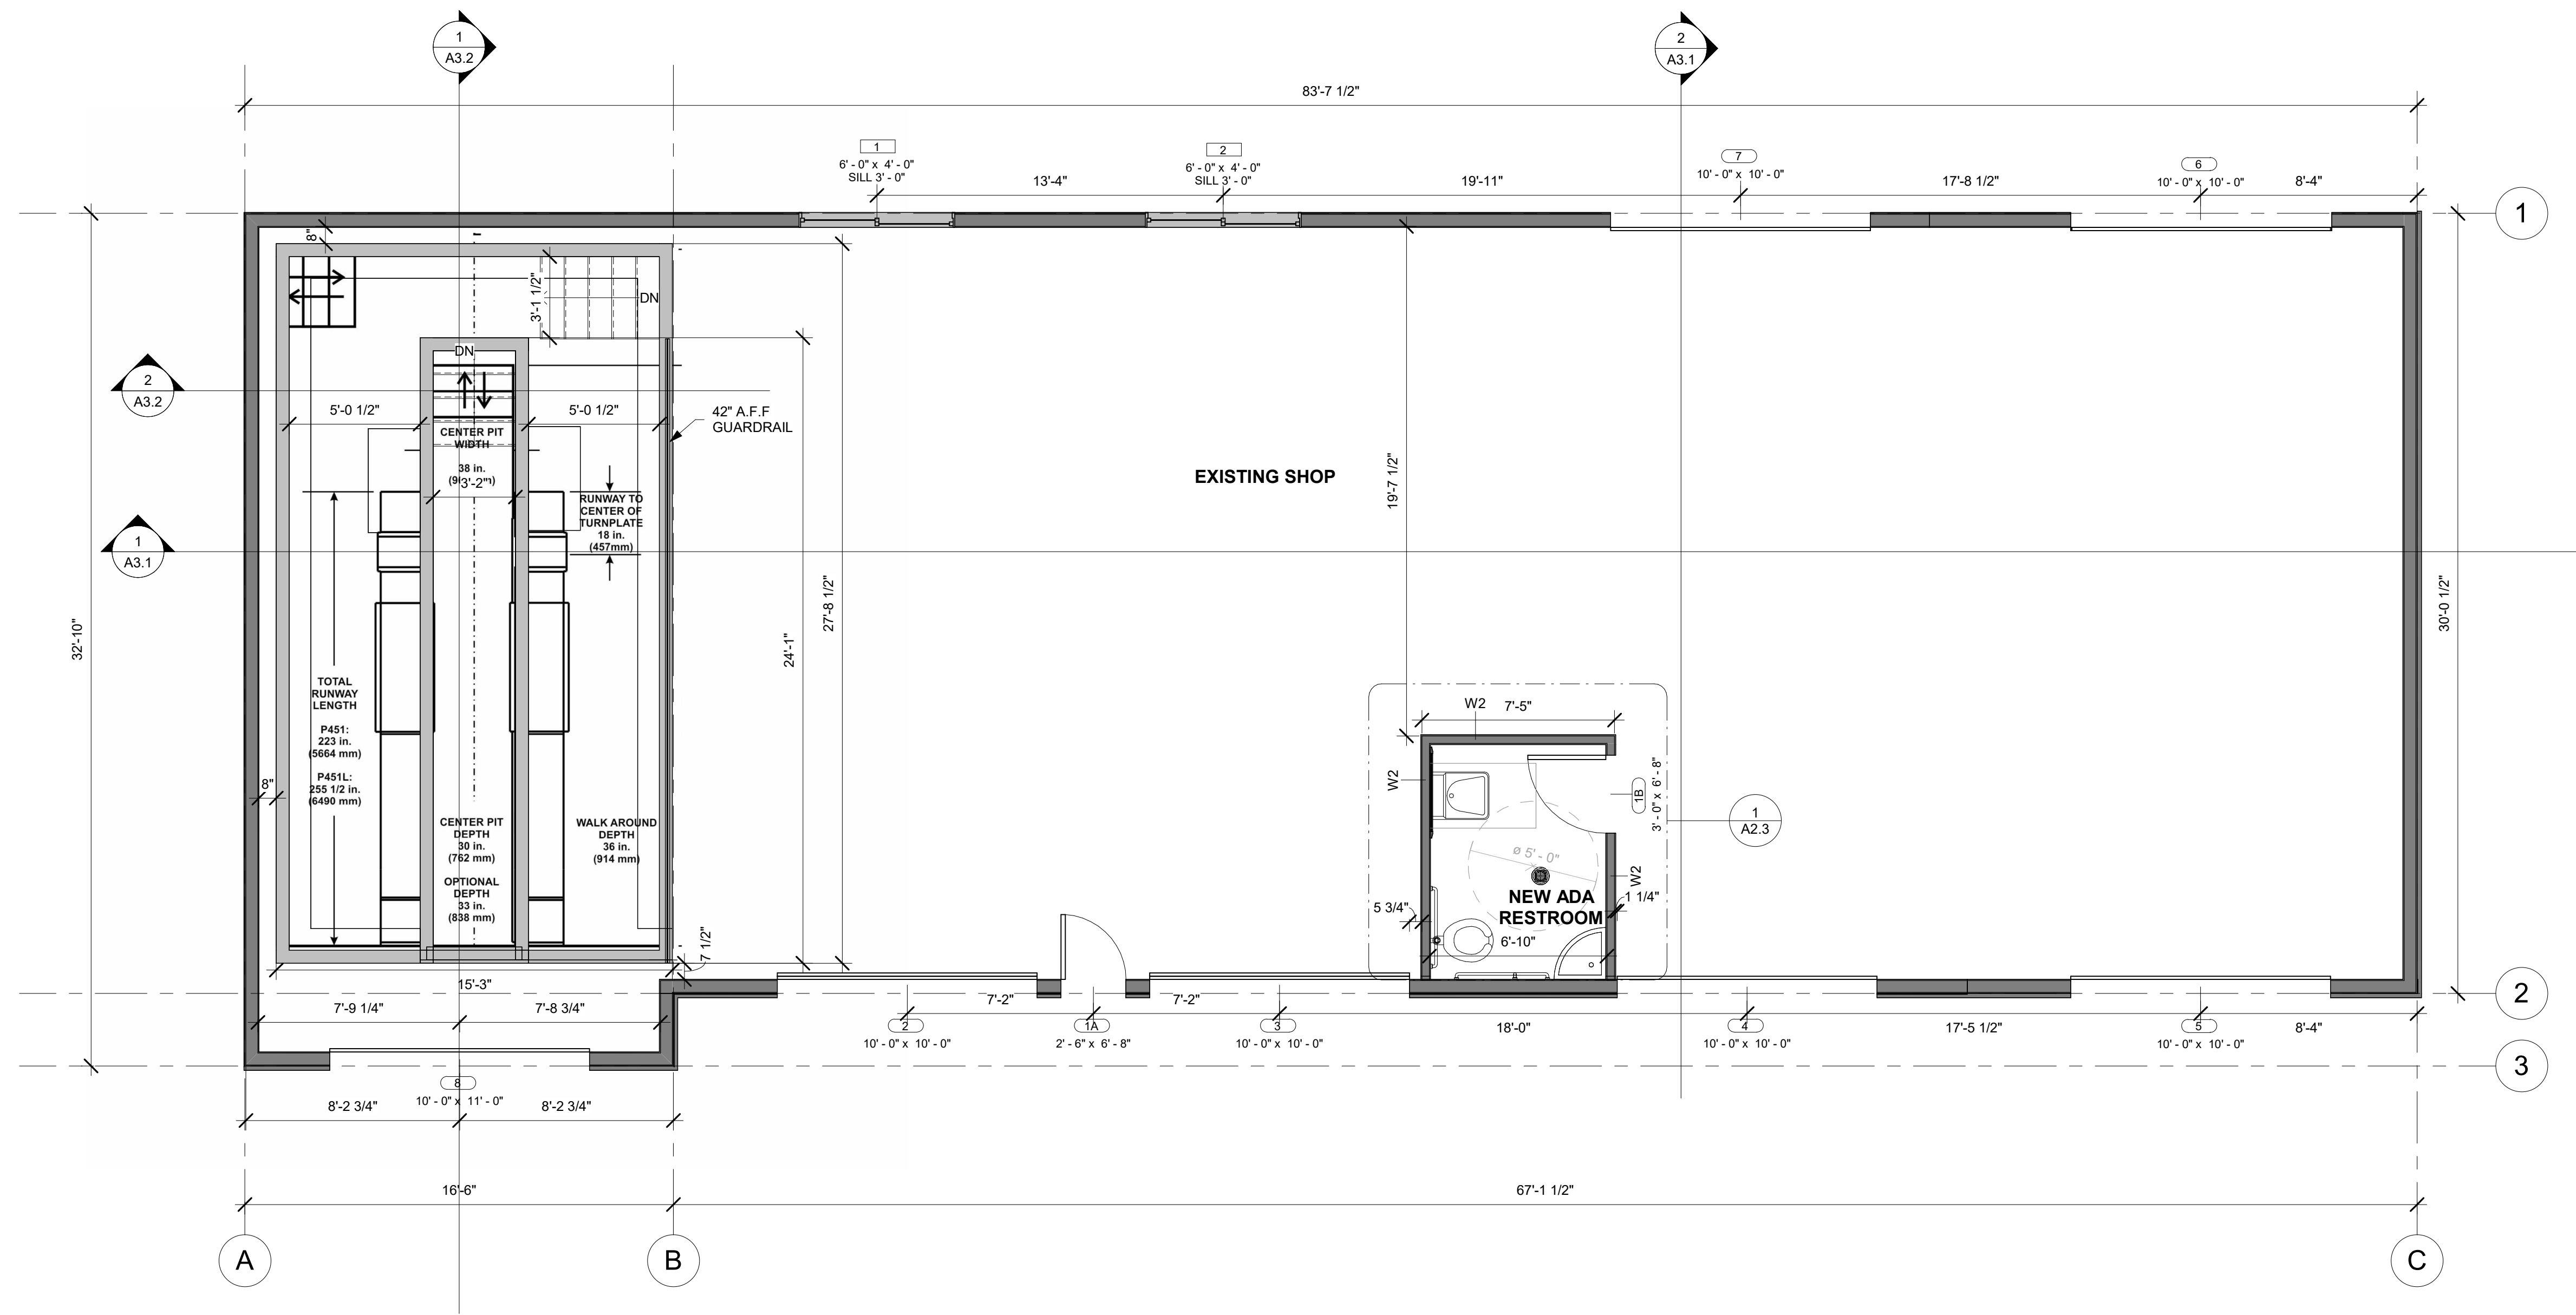 1
A3.2
2
A3.1
83'-7 1/2"
1
6' - 0" x 4' - 0"
SILL 3' - 0"
13'-4"
2
6' - 0" x 4' - 0"
SILL 3' - 0"
19'-11"
7
10' - 0" x 10' - 0"
17'-8 1/2"
6
10' - 0" x 10' - 0"
8'-4"
1
8"
3'-1 1/2"
DN
DN
2
A3.2
5'-0 1/2"
5'-0 1/2"
42" A.F.F
GUARDRAIL
CENTER PIT
WIDTH
38 in.
3'-2"
RUNWAY TO
CENTER OF
TURNPLATE
18 in.
(457mm)
EXISTING SHOP
19'-7 1/2"
1
A3.1
32'-10"
24'-1"
27'-8 1/2"
30'-0 1/2"
TOTAL
RUNWAY
LENGTH
P451:
223 in.
(5664 mm)
P451L:
255 1/2 in.
(6490 mm)
8"
CENTER PIT
DEPTH
30 in.
(762 mm)
OPTIONAL
DEPTH
33 in.
(838 mm)
WALK AROUND
DEPTH
36 in.
(914 mm)
W2
7'-5"
W2
1B
3' - 0" x 6' - 8"
1
A2.3
ø 5' - 0"
W2
NEW ADA
RESTROOM
5 3/4"
1 1/4"
6'-10"
7 1/2"
15'-3"
7'-9 1/4"
7'-8 3/4"
7'-2"
7'-2"
2
10' - 0" x 10' - 0"
1A
2' - 6" x 6' - 8"
3
10' - 0" x 10' - 0"
18'-0"
4
10' - 0" x 10' - 0"
17'-5 1/2"
5
10' - 0" x 10' - 0"
8'-4"
2
3
8
10' - 0" x 11' - 0"
8'-2 3/4"
8'-2 3/4"
16'-6"
67'-1 1/2"
A
B
C